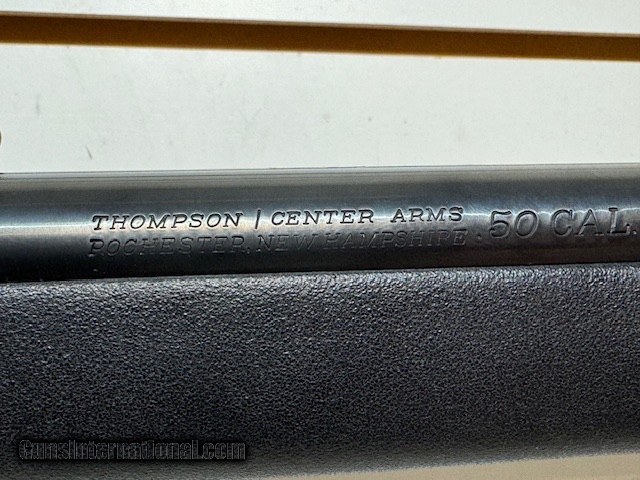 THOMPSON | CENTER ARMS
ROCHESTER, NEW HAMPSHIRE
.50 CAL.
GunsInternational.com